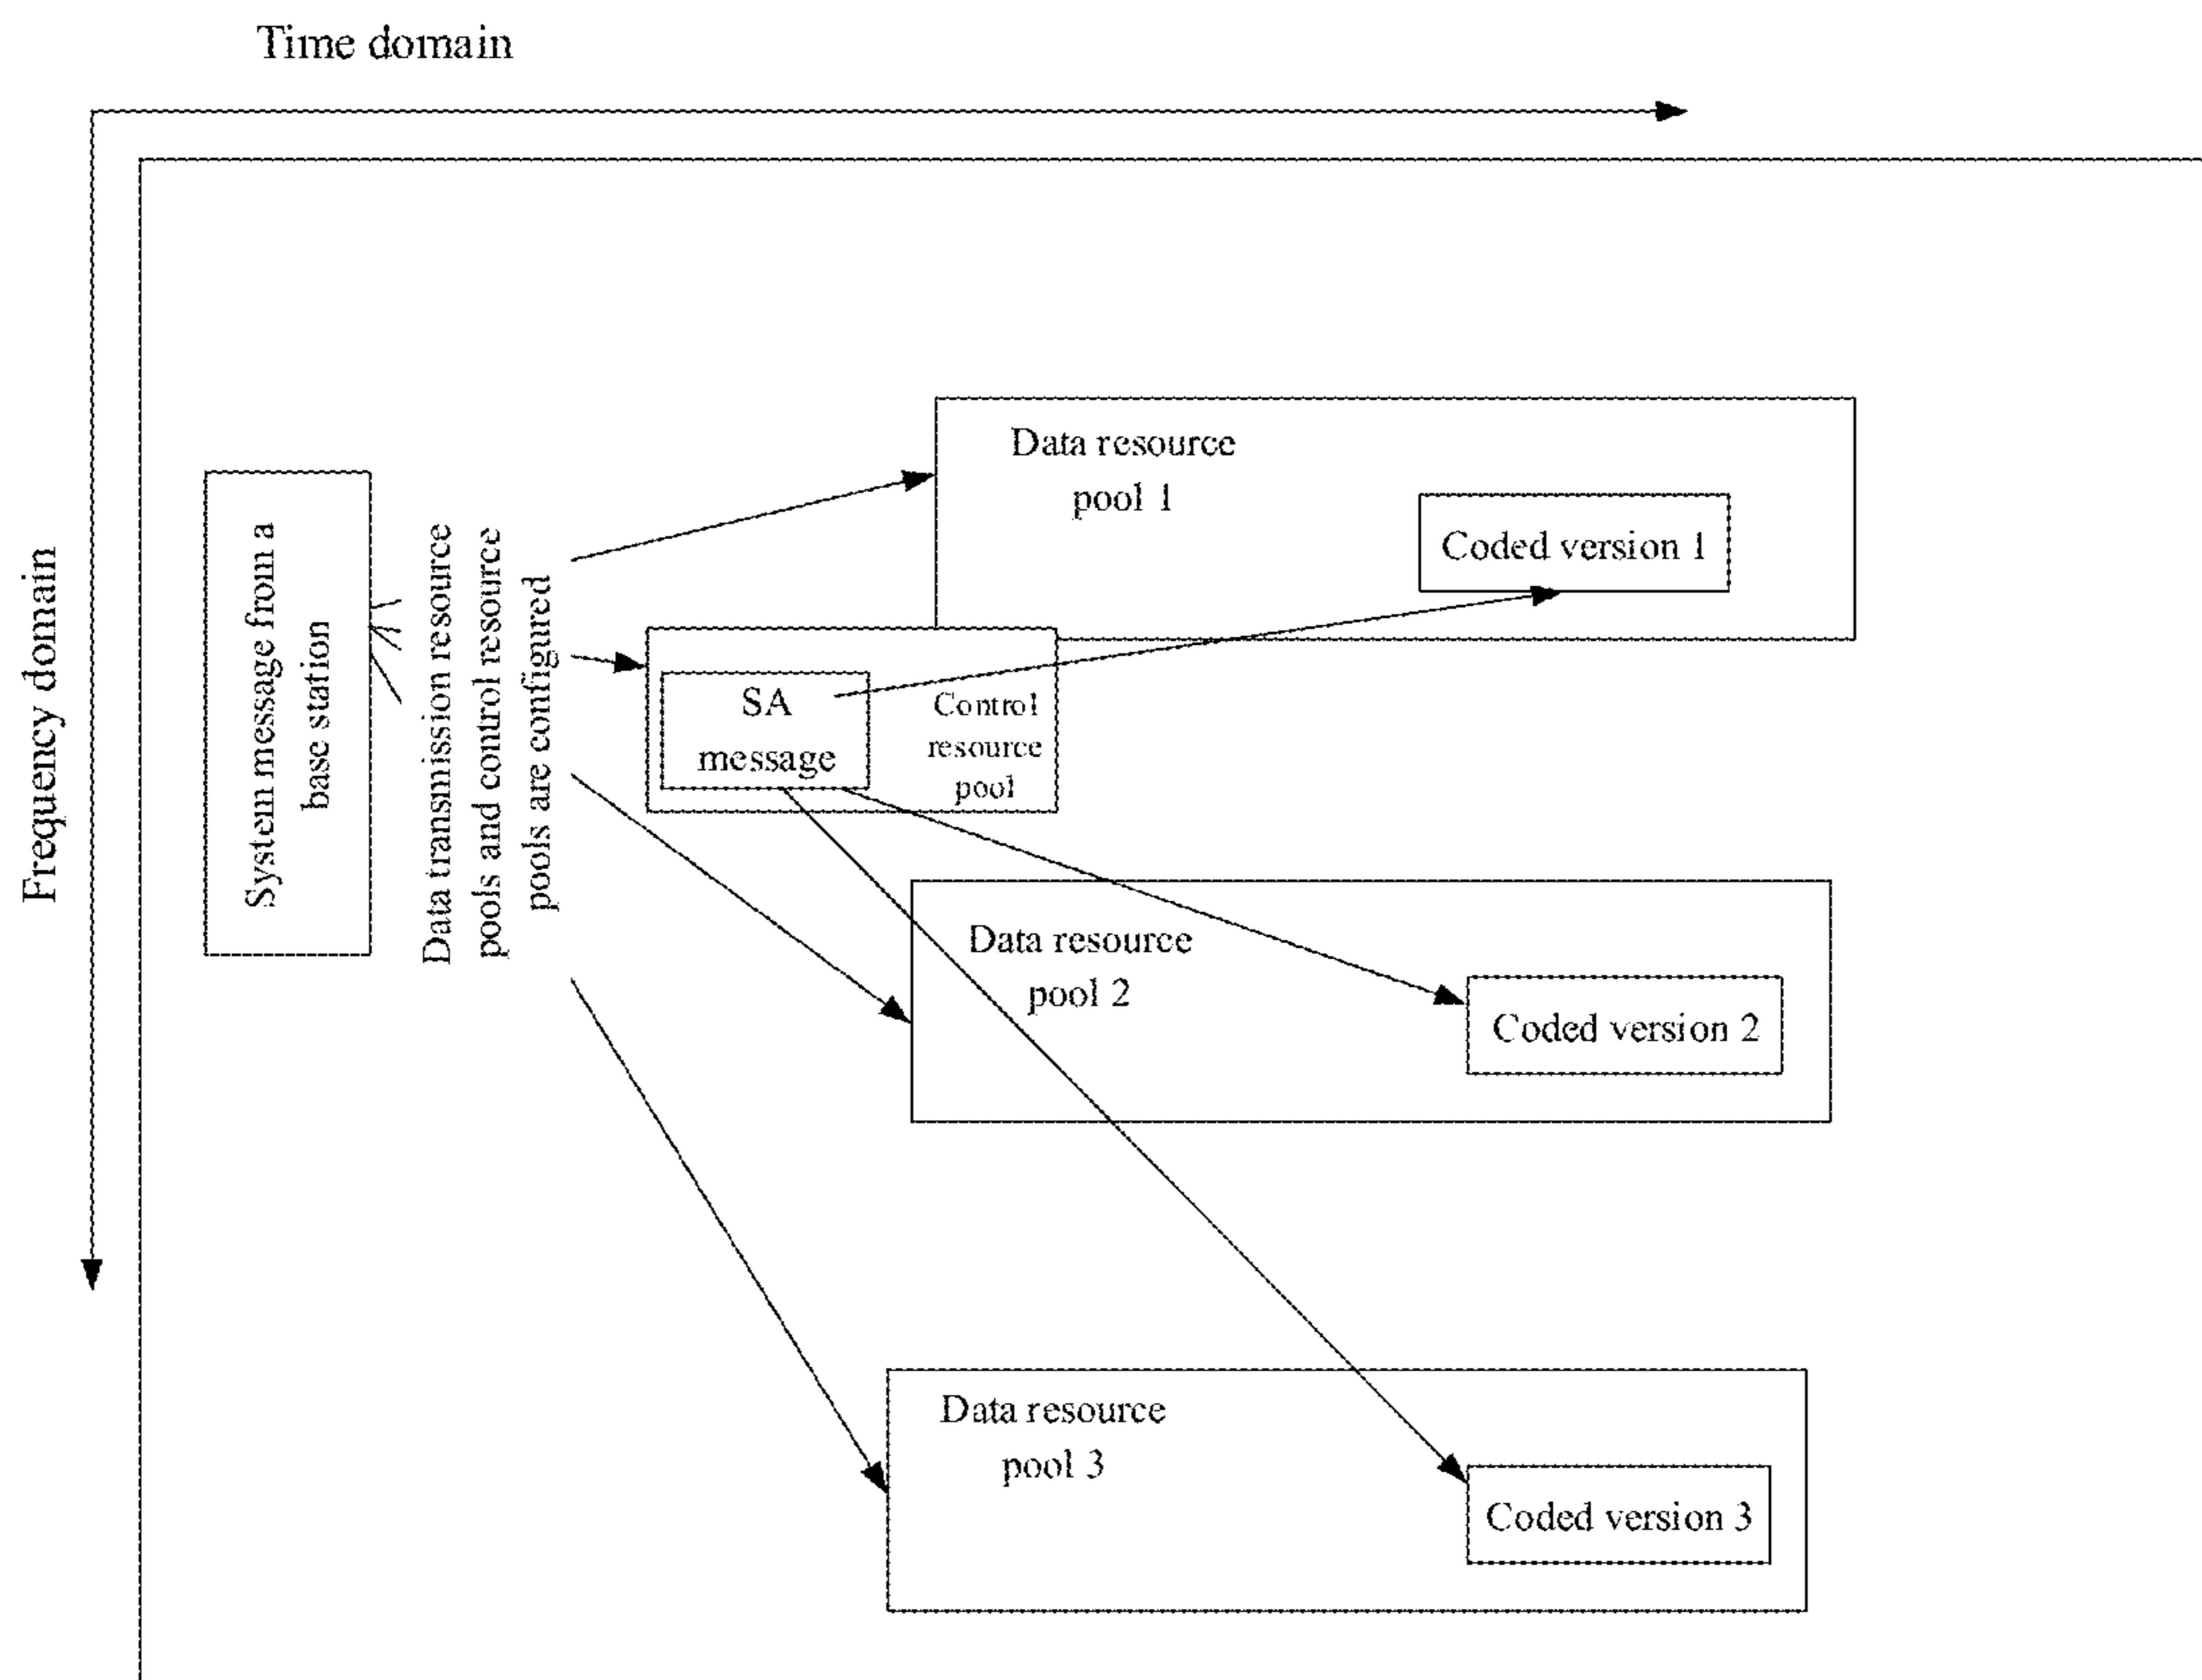 Time domain
Frequency domain
System message from a
base station
Data transmission resource
pools and control resource
pools are configured
Data resource
pool 1
Coded version 1
SA
message
Control
resource
pool
Data resource
pool 2
Coded version 2
Data resource
pool 3
Coded version 3